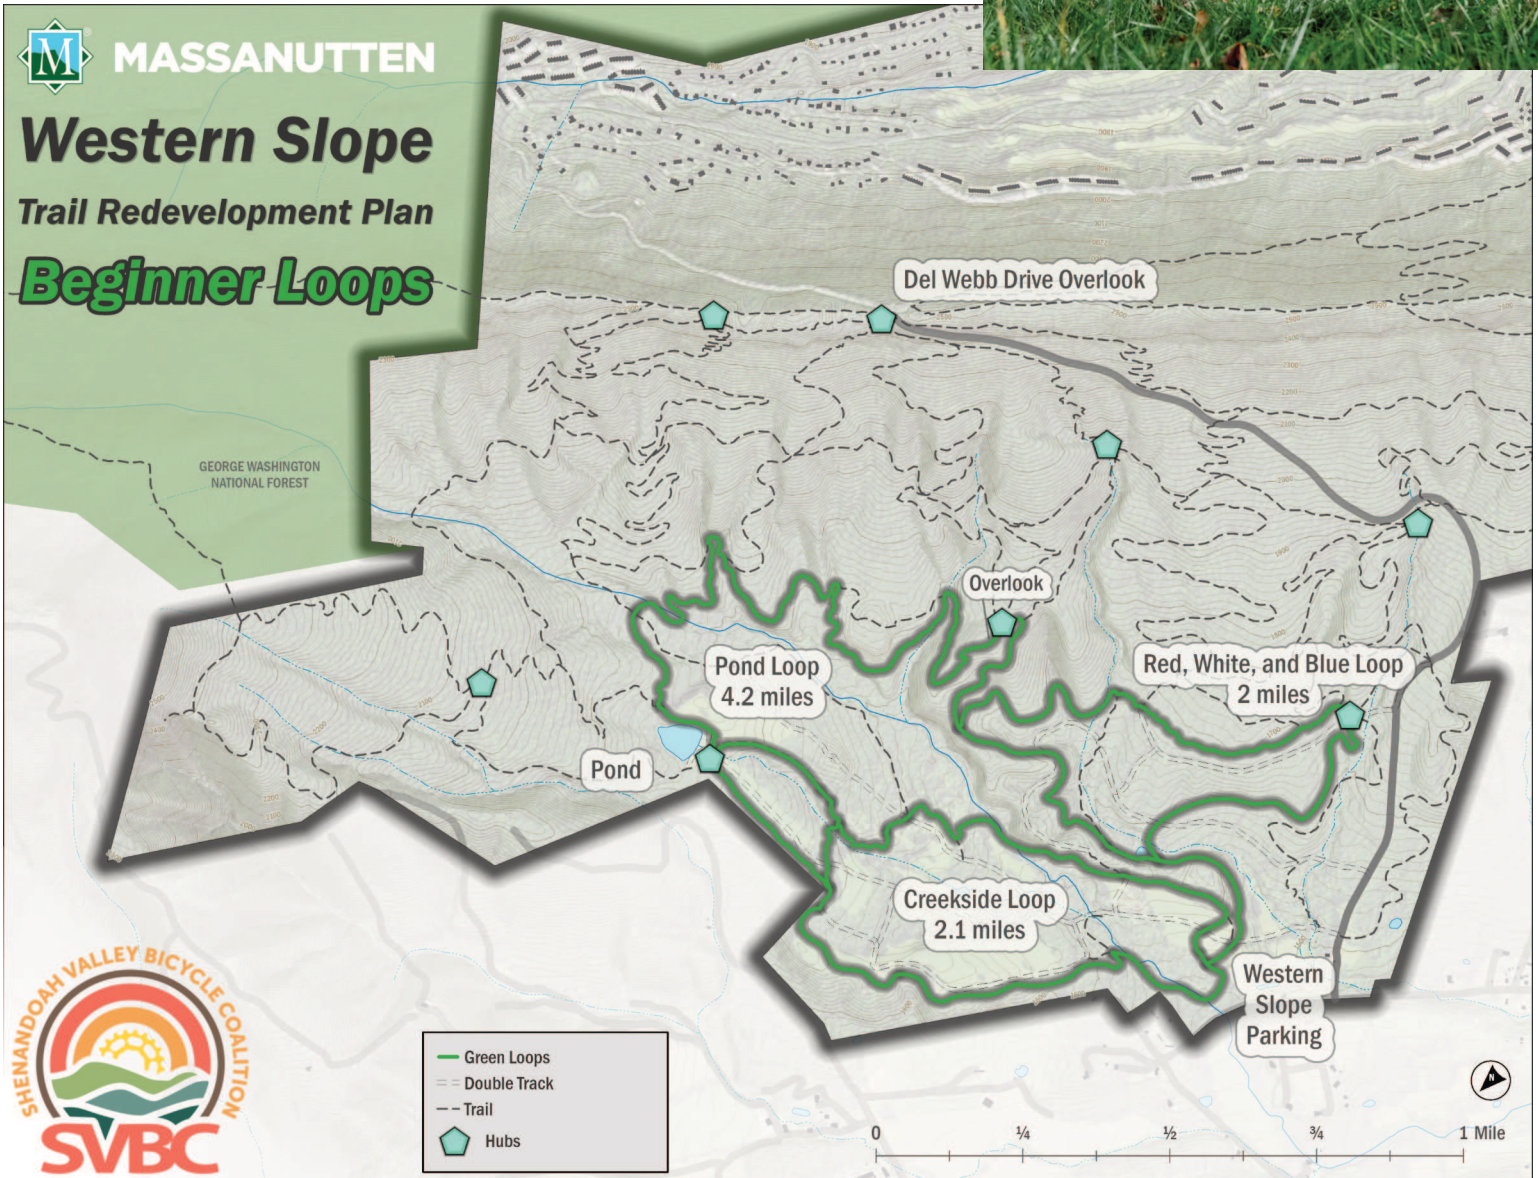 MASSANUTTEN
Western Slope
Trail Redevelopment Plan
Beginner Loops
Del Webb Drive Overlook
GEORGE WASHINGTON
NATIONAL FOREST
Overlook
Pond Loop
4.2 miles
Red, White, and Blue Loop
2 miles
Pond
Creekside Loop
2.1 miles
Western
Slope
Parking
SHENANDOAH VALLEY BICYCLE COALITION
SVBC
Green Loops
Double Track
Trail
Hubs
N
0 ¼ ½ ¾ 1 Mile